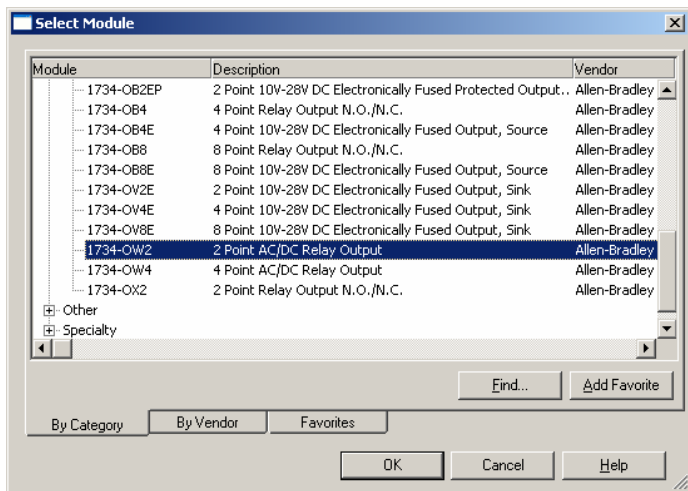 Select Module
Module Description Vendor
1734-OB2EP 2 Point 10V-28V DC Electronically Fused Protected Output.. Allen-Bradley
1734-OB4 4 Point Relay Output N.O./N.C. Allen-Bradley
1734-OB4E 4 Point 10V-28V DC Electronically Fused Output, Source Allen-Bradley
1734-OB8 8 Point Relay Output N.O./N.C. Allen-Bradley
1734-OB8E 8 Point 10V-28V DC Electronically Fused Output, Source Allen-Bradley
1734-OV2E 2 Point 10V-28V DC Electronically Fused Output, Sink Allen-Bradley
1734-OV4E 4 Point 10V-28V DC Electronically Fused Output, Sink Allen-Bradley
1734-OV8E 8 Point 10V-28V DC Electronically Fused Output, Sink Allen-Bradley
1734-OW2 2 Point AC/DC Relay Output Allen-Bradley
1734-OW4 4 Point AC/DC Relay Output Allen-Bradley
1734-OX2 2 Point Relay Output N.O./N.C. Allen-Bradley
Other
Specialty
Find... Add Favorite
By Category By Vendor Favorites
OK Cancel Help